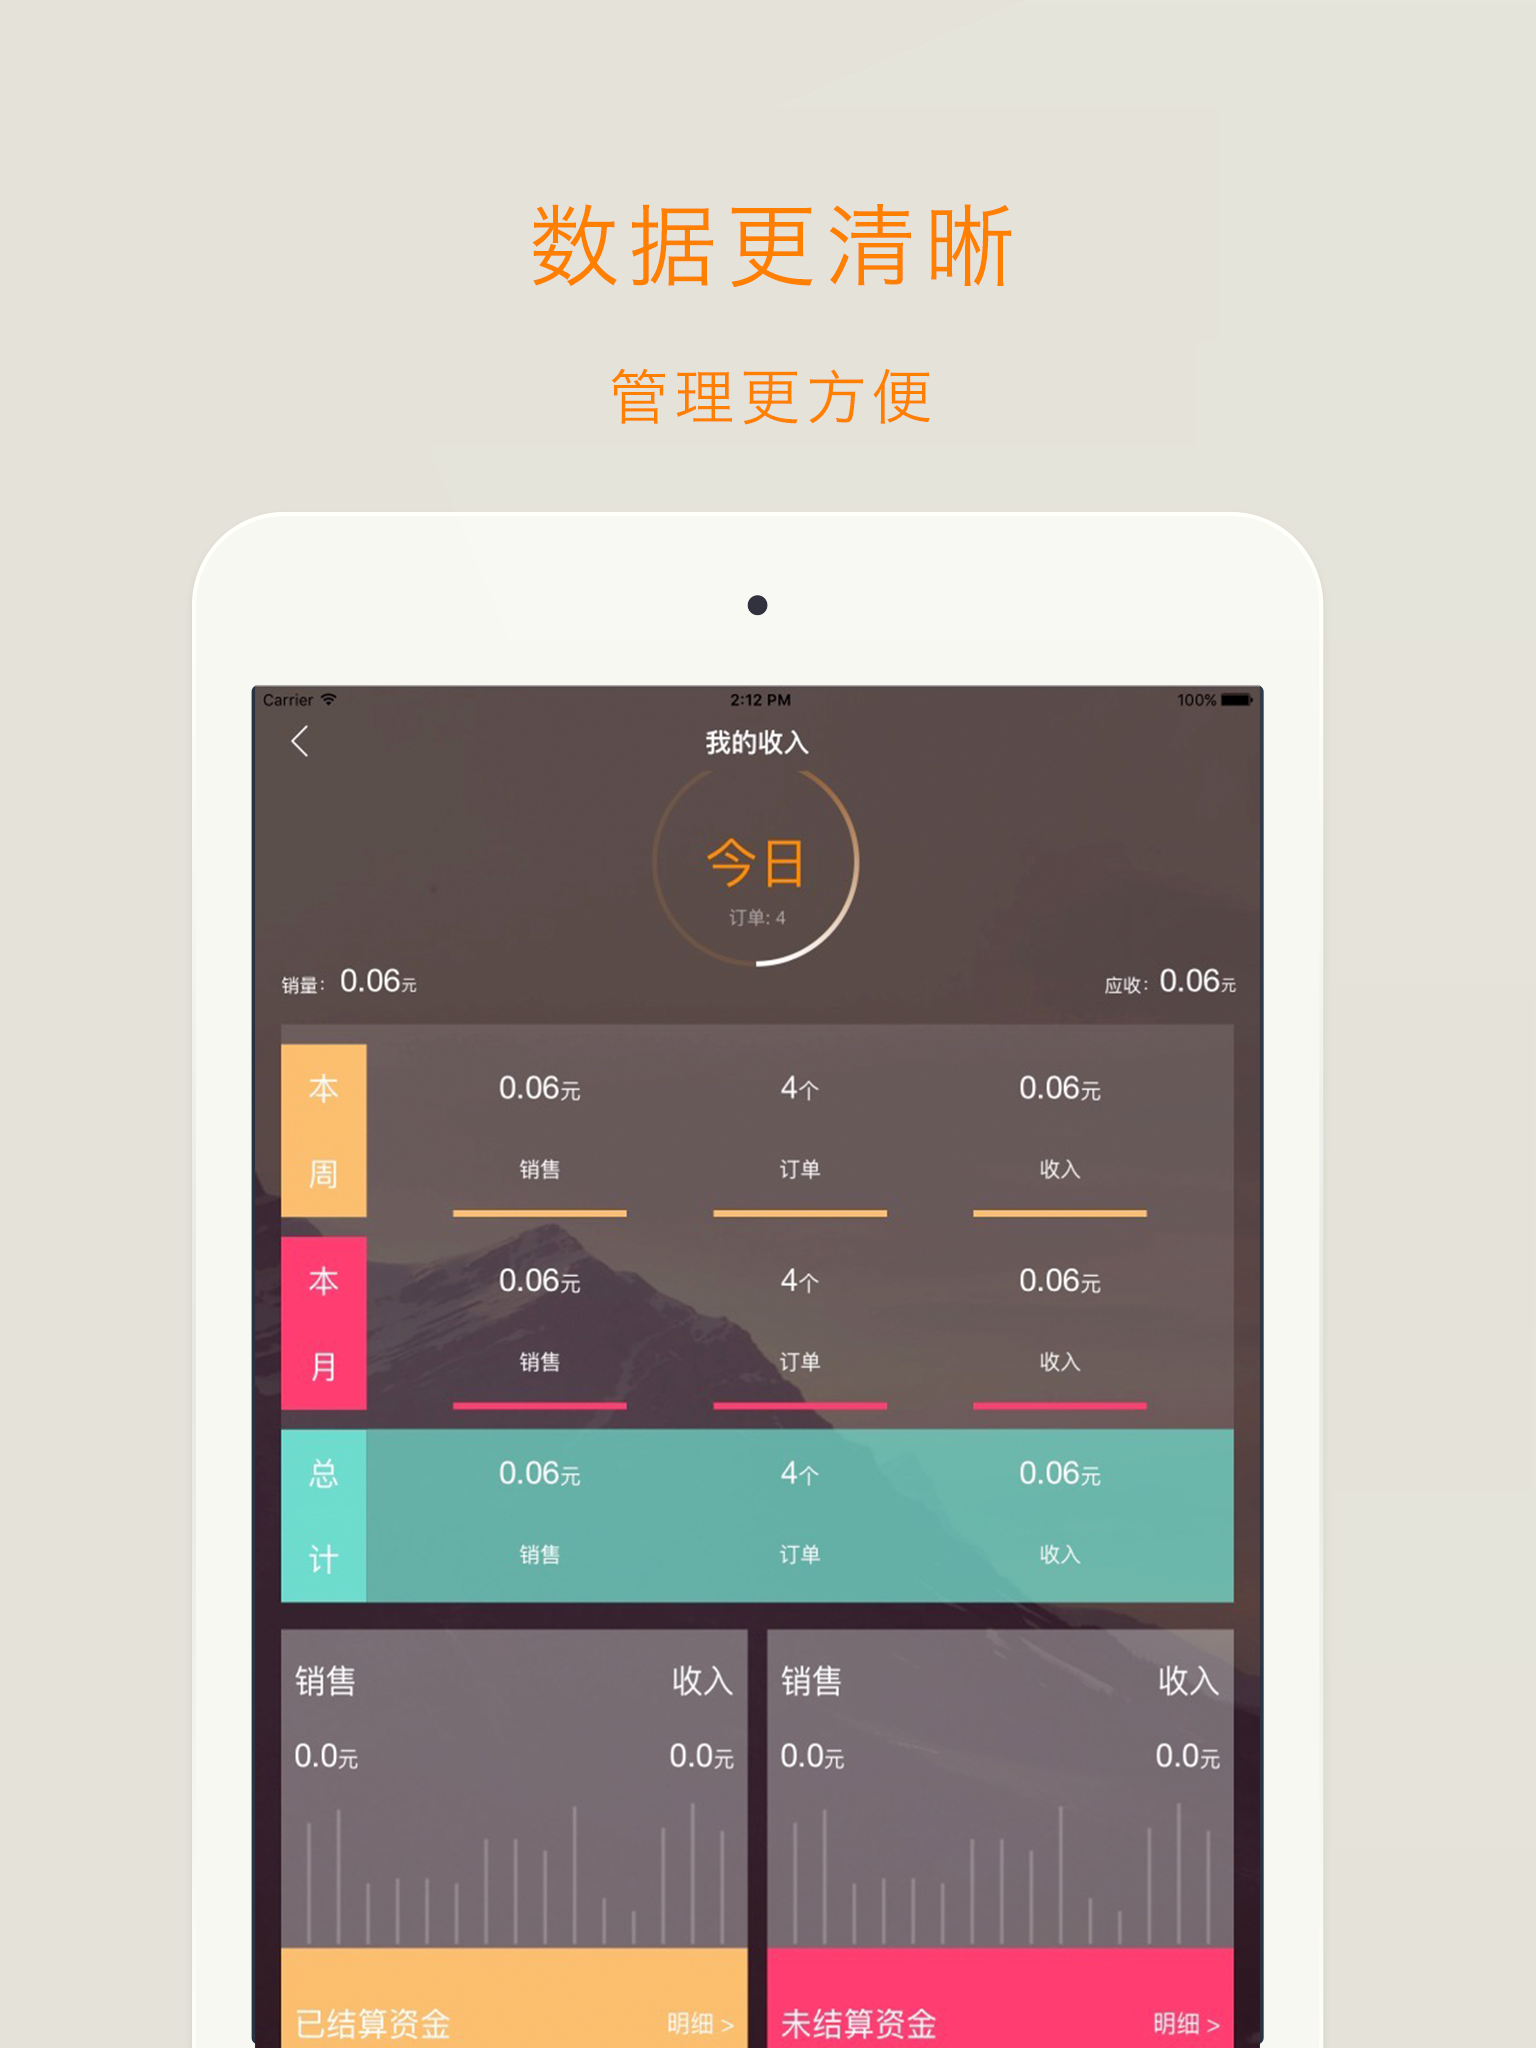 数据更清晰
管理更方便
Carrier 2:12 PM 100%
我的收入
今日
订单: 4
销量: 0.06元 应收: 0.06元
本周 0.06元 4个 0.06元
销售 订单 收入
本月 0.06元 4个 0.06元
销售 订单 收入
总计 0.06元 4个 0.06元
销售 订单 收入
销售 收入 销售 收入
0.0元 0.0元 0.0元 0.0元
已结算资金 明细 > 未结算资金 明细 >